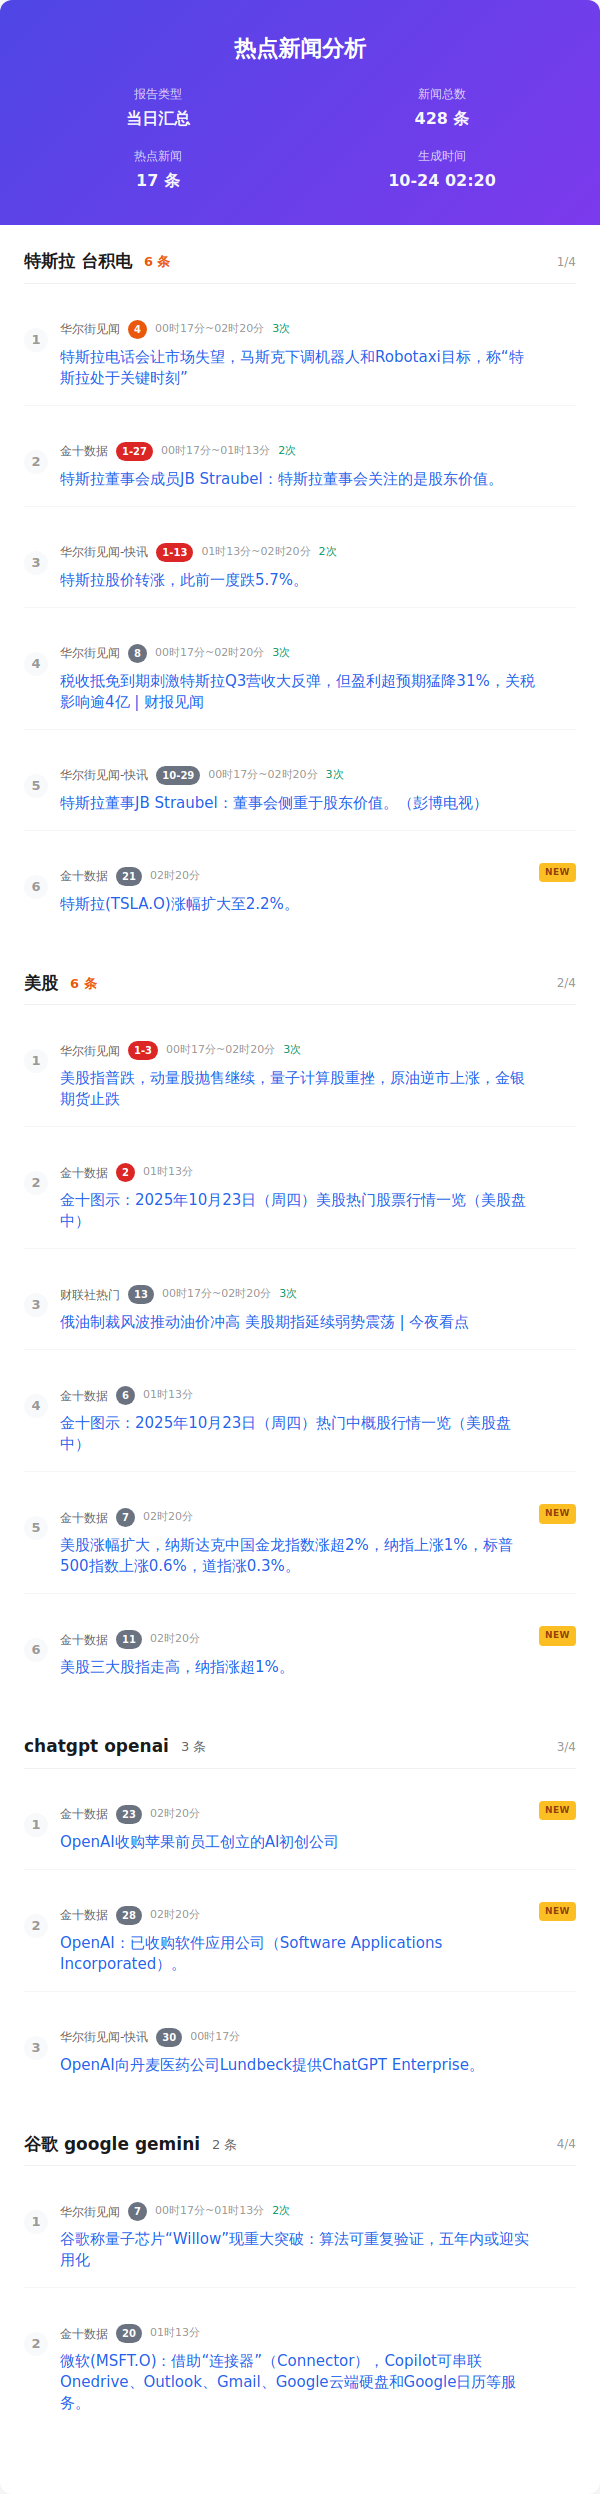 热点新闻分析
报告类型
当日汇总
新闻总数
428 条
热点新闻
17 条
生成时间
10-24 02:20
特斯拉 台积电 6 条 1/4
1
华尔街见闻 4 00时17分~02时20分 3次
特斯拉电话会让市场失望，马斯克下调机器人和Robotaxi目标，称“特
斯拉处于关键时刻”
2
金十数据 1-27 00时17分~01时13分 2次
特斯拉董事会成员JB Straubel：特斯拉董事会关注的是股东价值。
3
华尔街见闻-快讯 1-13 01时13分~02时20分 2次
特斯拉股价转涨，此前一度跌5.7%。
4
华尔街见闻 8 00时17分~02时20分 3次
税收抵免到期刺激特斯拉Q3营收大反弹，但盈利超预期猛降31%，关税
影响逾4亿 | 财报见闻
5
华尔街见闻-快讯 10-29 00时17分~02时20分 3次
特斯拉董事JB Straubel：董事会侧重于股东价值。（彭博电视）
6
金十数据 21 02时20分 NEW
特斯拉(TSLA.O)涨幅扩大至2.2%。
美股 6 条 2/4
1
华尔街见闻 1-3 00时17分~02时20分 3次
美股指普跌，动量股抛售继续，量子计算股重挫，原油逆市上涨，金银
期货止跌
2
金十数据 2 01时13分
金十图示：2025年10月23日（周四）美股热门股票行情一览（美股盘
中）
3
财联社热门 13 00时17分~02时20分 3次
俄油制裁风波推动油价冲高 美股期指延续弱势震荡 | 今夜看点
4
金十数据 6 01时13分
金十图示：2025年10月23日（周四）热门中概股行情一览（美股盘
中）
5
金十数据 7 02时20分 NEW
美股涨幅扩大，纳斯达克中国金龙指数涨超2%，纳指上涨1%，标普
500指数上涨0.6%，道指涨0.3%。
6
金十数据 11 02时20分 NEW
美股三大股指走高，纳指涨超1%。
chatgpt openai 3 条 3/4
1
金十数据 23 02时20分 NEW
OpenAI收购苹果前员工创立的AI初创公司
2
金十数据 28 02时20分 NEW
OpenAI：已收购软件应用公司（Software Applications
Incorporated）。
3
华尔街见闻-快讯 30 00时17分
OpenAI向丹麦医药公司Lundbeck提供ChatGPT Enterprise。
谷歌 google gemini 2 条 4/4
1
华尔街见闻 7 00时17分~01时13分 2次
谷歌称量子芯片“Willow”现重大突破：算法可重复验证，五年内或迎实
用化
2
金十数据 20 01时13分
微软(MSFT.O)：借助“连接器”（Connector），Copilot可串联
Onedrive、Outlook、Gmail、Google云端硬盘和Google日历等服
务。